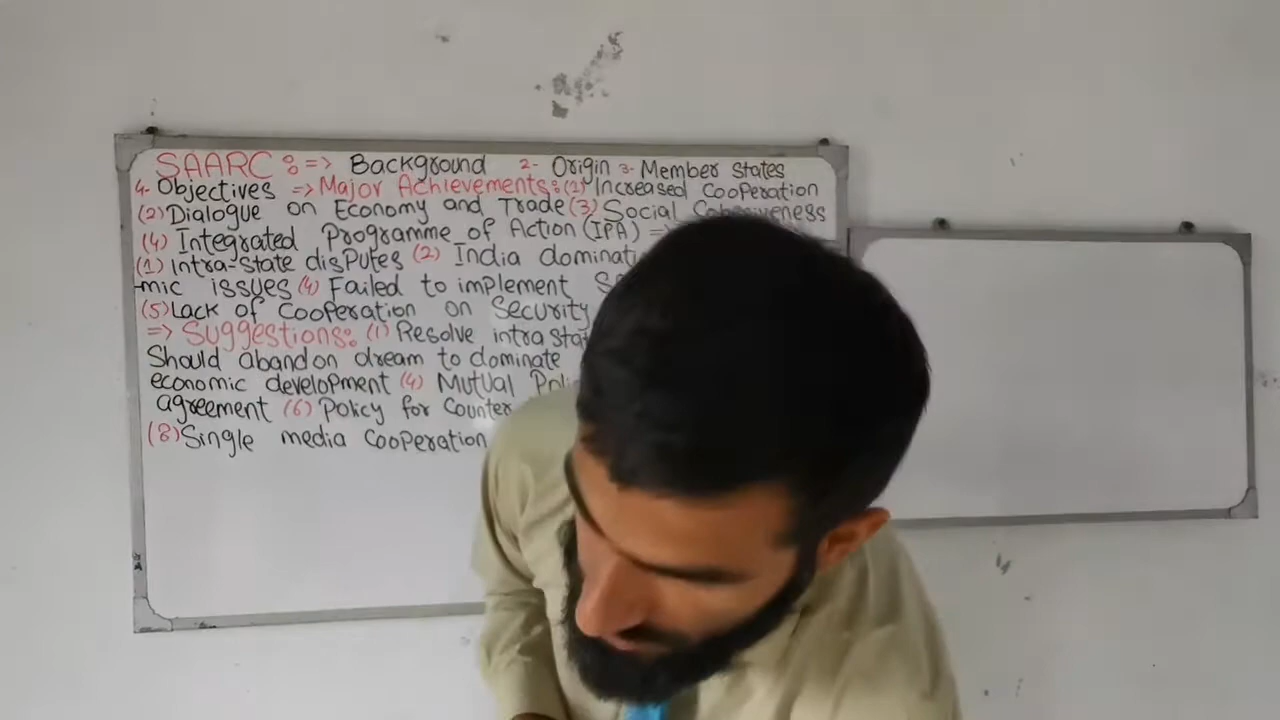 SAARC : => Background 2- Origin 3- Member states
4- Objectives => Major Achievements: (1) Increased Cooperation
(2) Dialogue on Economy and Trade (3) Social Cohesiveness
(4) Integrated Programme of Action (IPA) =>
(1) Intra-state disputes (2) India
-mic issues (4) Failed to implement
(5) Lack of Cooperation on Security
=> Suggestions: (1) Resolve intra
Should abandon dream to dominate
economic development (4) Mutual
agreement (6) Policy for Counter
(8) Single media Cooperation